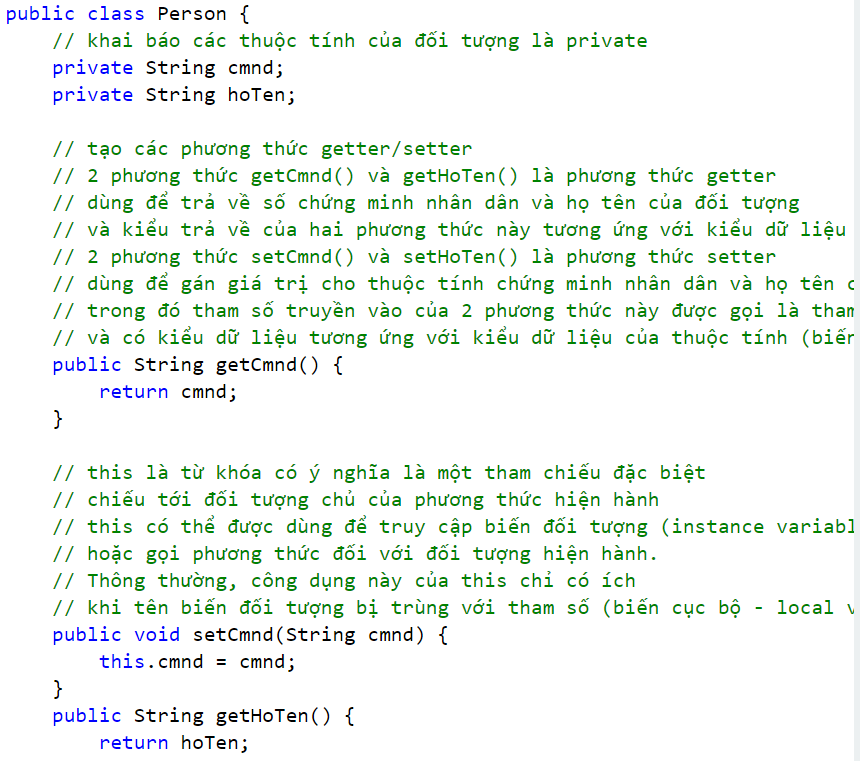 public class Person {
// khai báo các thuộc tính của đối tượng là private
private String cmnd;
private String hoTen;
// tạo các phương thức getter/setter
// 2 phương thức getCmnd() và getHoTen() là phương thức getter
// dùng để trả về số chứng minh nhân dân và họ tên của đối tượng
// và kiểu trả về của hai phương thức này tương ứng với kiểu dữ liệu
// 2 phương thức setCmnd() và setHoTen() là phương thức setter
// dùng để gán giá trị cho thuộc tính chứng minh nhân dân và họ tên
// trong đó tham số truyền vào của 2 phương thức này được gọi là tham
// và có kiểu dữ liệu tương ứng với kiểu dữ liệu của thuộc tính (biến
public String getCmnd() {
return cmnd;
}
// this là từ khóa có ý nghĩa là một tham chiếu đặc biệt
// chiếu tới đối tượng chủ của phương thức hiện hành
// this có thể được dùng để truy cập biến đối tượng (instance variabl
// hoặc gọi phương thức đối với đối tượng hiện hành.
// Thông thường, công dụng này của this chỉ có ích
// khi tên biến đối tượng bị trùng với tham số (biến cục bộ - local v
public void setCmnd(String cmnd) {
this.cmnd = cmnd;
}
public String getHoTen() {
return hoTen;